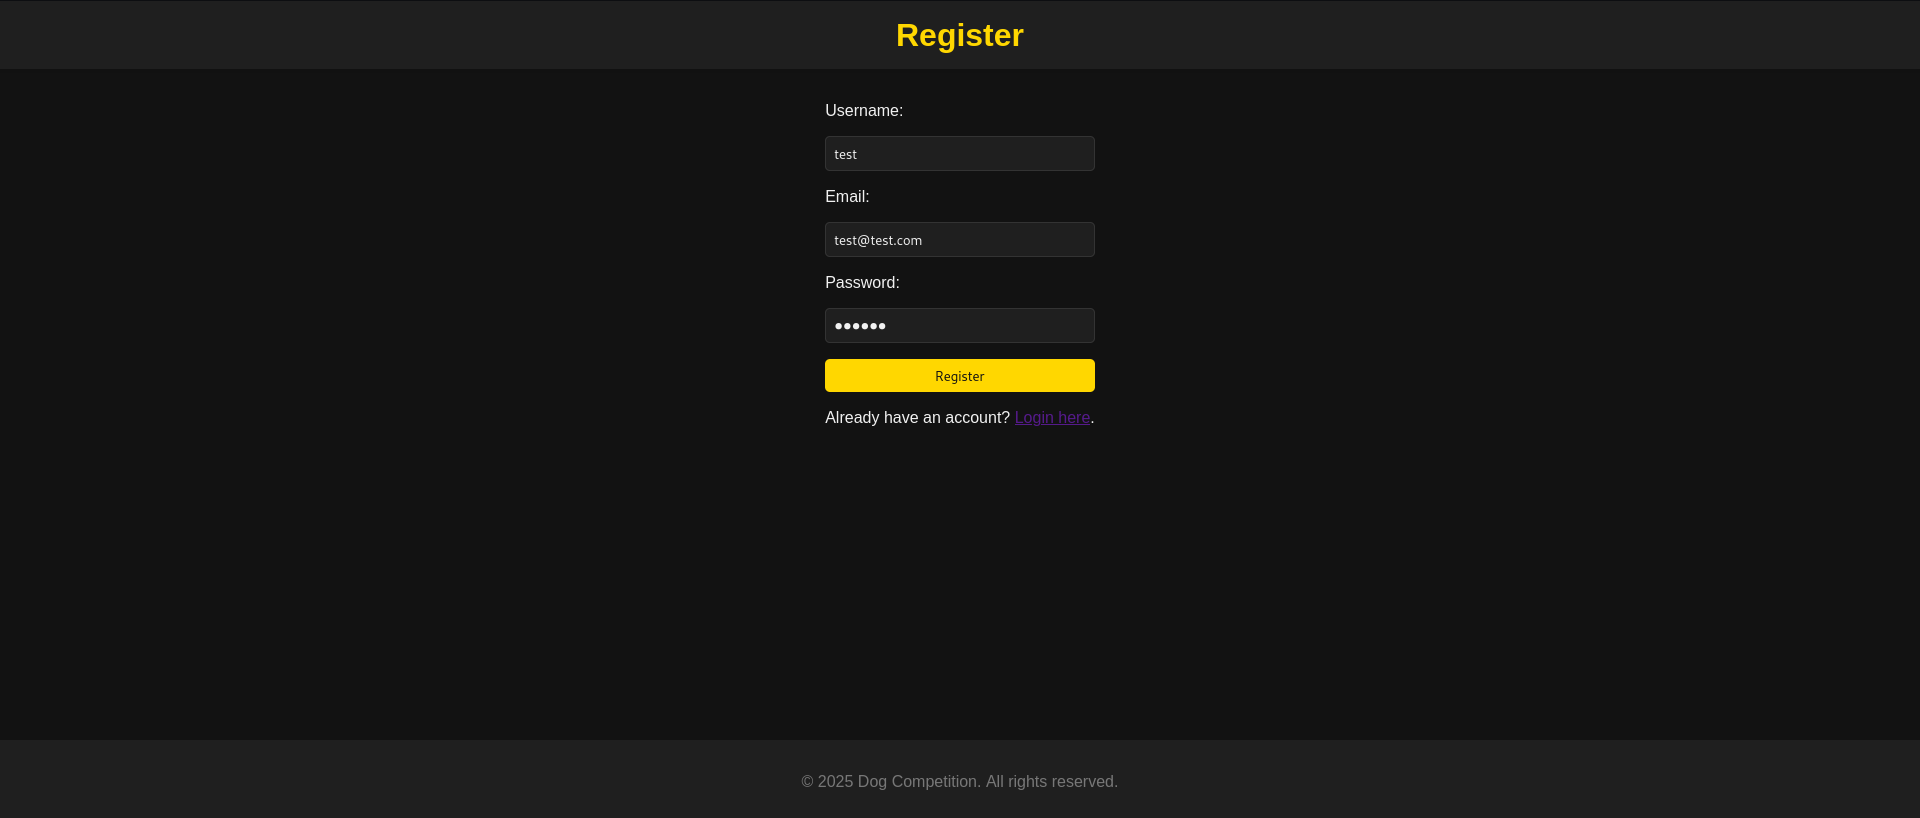 Register
Username:
test
Email:
test@test.com
Password:
Register
Already have an account? Login here.
© 2025 Dog Competition. All rights reserved.